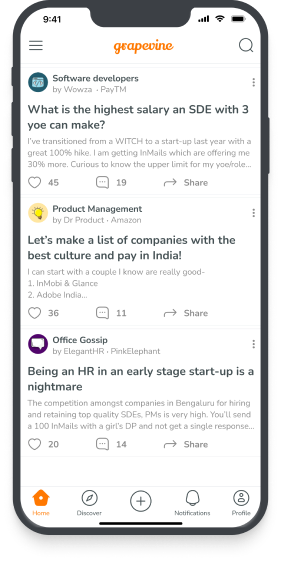 9:41
grapevine
Software developers
by Wowza · PayTM
What is the highest salary an SDE with 3
yoe can make?
I've transitioned from a WITCH to a start-up last year with a
great 100% hike. I am getting InMails which are offering me
30% more. Curious to know the upper limit for my yoe/role...
45 19 Share
Product Management
by Dr Product · Amazon
Let's make a list of companies with the
best culture and pay in India!
I can start with a couple I know are really good-
1. InMobi & Glance
2. Adobe India...
36 11 Share
Office Gossip
by ElegantHR · PinkElephant
Being an HR in an early stage start-up is a
nightmare
The competition amongst companies in Bengaluru for hiring
and retaining top quality SDEs, PMs is very high. You'll send
a 100 InMails with a girl's DP and not get a single response...
20 14 Share
Home Discover Notifications Profile